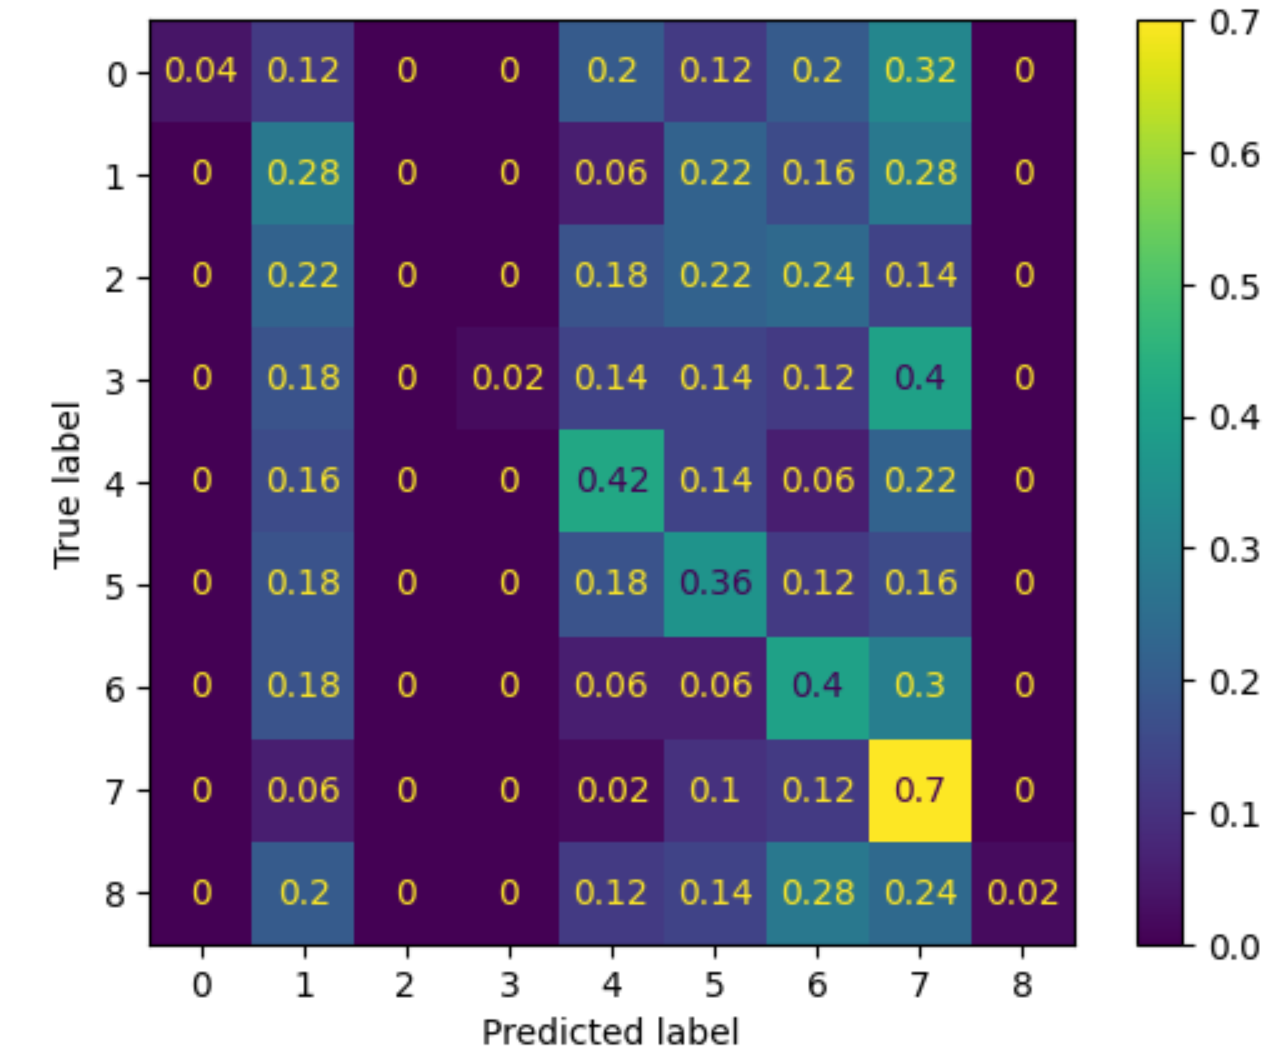 0 0.04 0.12 0 0 0.2 0.12 0.2 0.32 0
1 0 0.28 0 0 0.06 0.22 0.16 0.28 0
2 0 0.22 0 0 0.18 0.22 0.24 0.14 0
3 0 0.18 0 0.02 0.14 0.14 0.12 0.4 0
4 0 0.16 0 0 0.42 0.14 0.06 0.22 0
5 0 0.18 0 0 0.18 0.36 0.12 0.16 0
6 0 0.18 0 0 0.06 0.06 0.4 0.3 0
7 0 0.06 0 0 0.02 0.1 0.12 0.7 0
8 0 0.2 0 0 0.12 0.14 0.28 0.24 0.02
0 1 2 3 4 5 6 7 8
Predicted label
True label
0.7
0.6
0.5
0.4
0.3
0.2
0.1
0.0